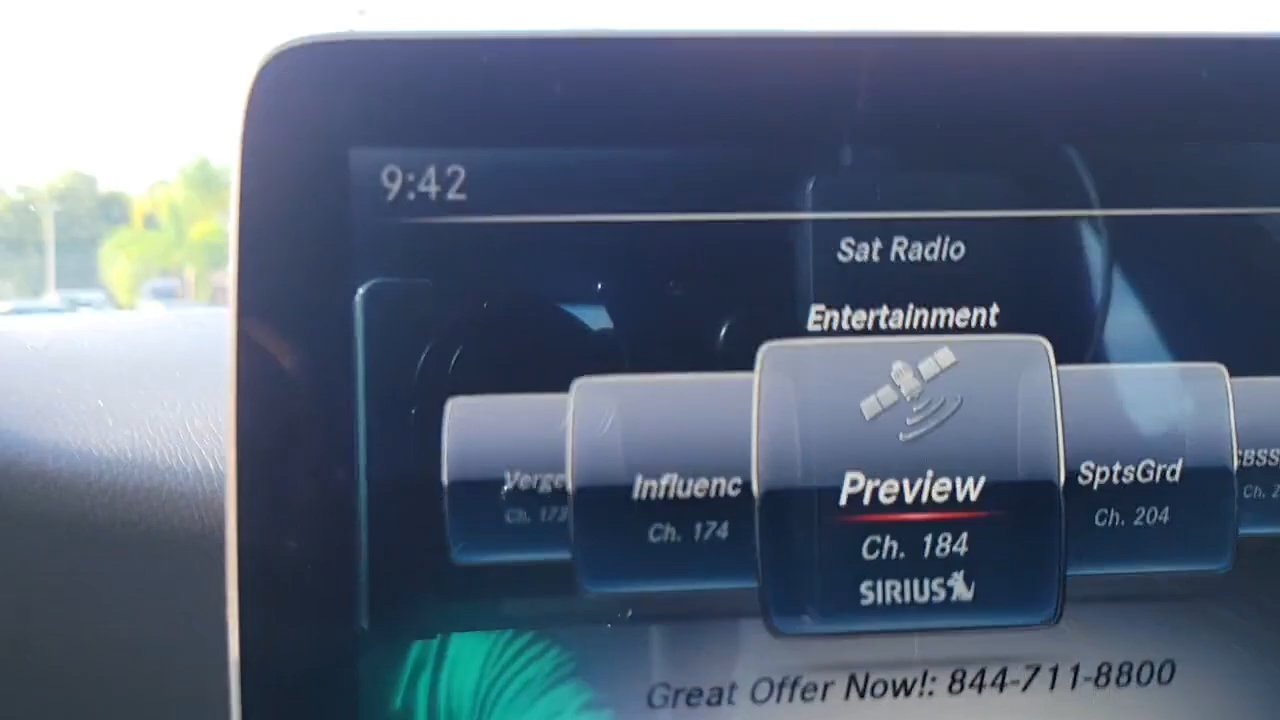 9:42
Sat Radio
Entertainment
Verge
Ch. 173
Influenc
Ch. 174
Preview
Ch. 184
SIRIUS
SptsGrd
Ch. 204
Ch.
Great Offer Now!: 844-711-8800